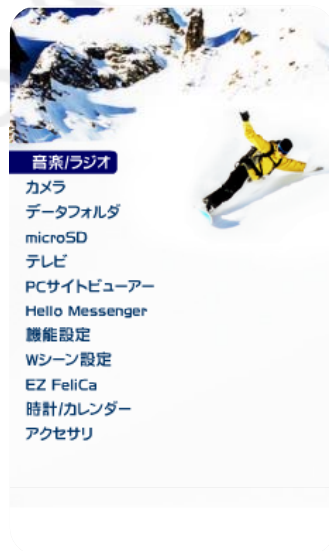 音楽/ラジオ
カメラ
データフォルダ
microSD
テレビ
PCサイトビューアー
Hello Messenger
機能設定
Wシーン設定
EZ FeliCa
時計/カレンダー
アクセサリ